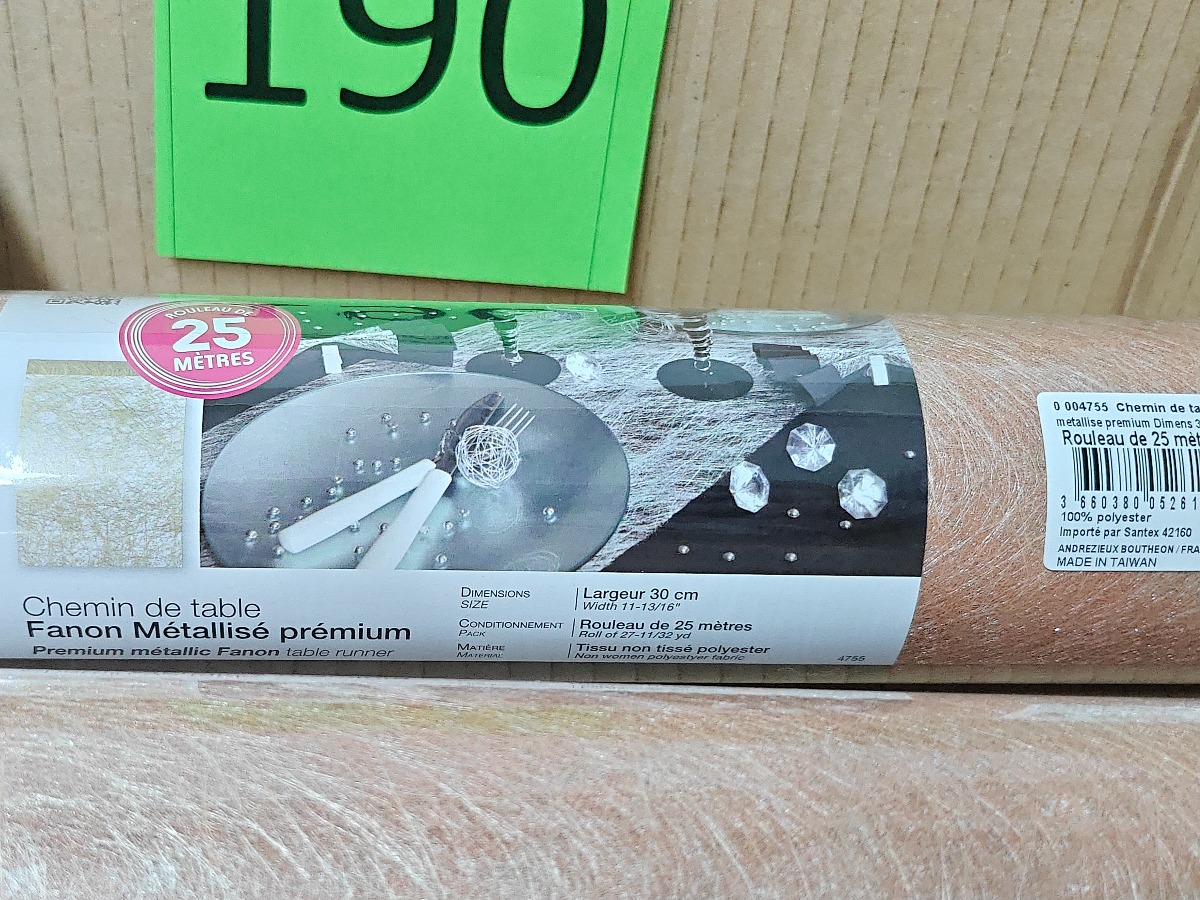 190
ROULEAU DE
25
MÈTRES
Chemin de table
Fanon Métallisé prémium
Premium métallic Fanon table runner
DIMENSIONS
SIZE
Largeur 30 cm
Width 11-13/16"
CONDITIONNEMENT
PACK
Rouleau de 25 mètres
Roll of 27-11/32 yd
MATIÈRE
MATERIAL
Tissu non tissé polyester
Non women polyestyer fabric
4755
0 004755 Chemin de ta
metallise premium Dimens 3
Rouleau de 25 mèt
3 660380 05261
100% polyester
Importé par Santex 42160
ANDREZIEUX BOUTHEON / FRA
MADE IN TAIWAN